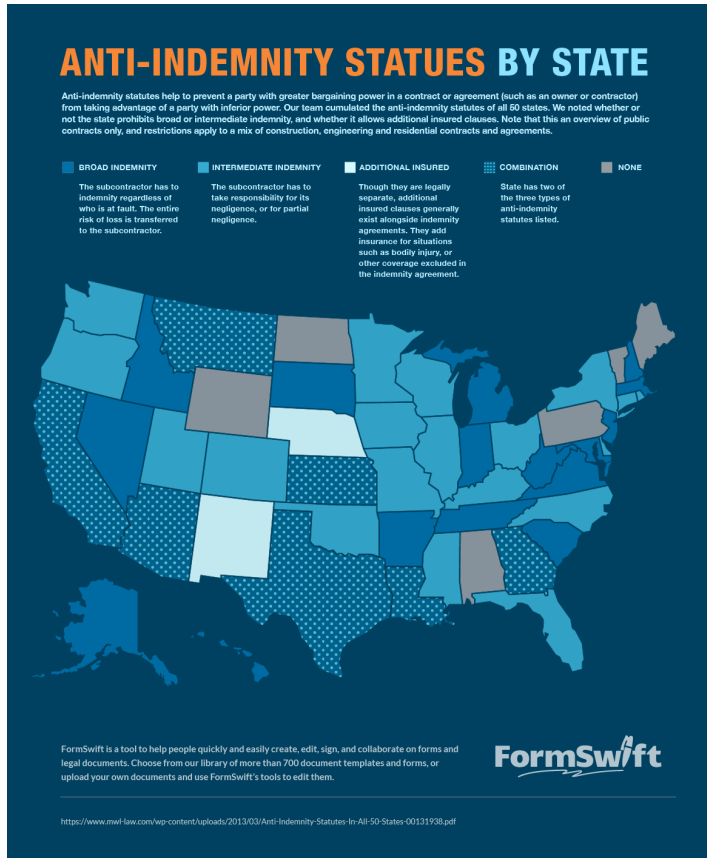 ANTI-INDEMNITY STATUES BY STATE
Anti-indemnity statutes help to prevent a party with greater bargaining power in a contract or agreement (such as an owner or contractor)
from taking advantage of a party with inferior power. Our team cumulated the anti-indemnity statutes of all 50 states. We noted whether or
not the state prohibits broad or intermediate indemnity, and whether it allows additional insured clauses. Note that this an overview of public
contracts only, and restrictions apply to a mix of construction, engineering and residential contracts and agreements.
BROAD INDEMNITY
The subcontractor has to
indemnity regardless of
who is at fault. The entire
risk of loss is transferred
to the subcontractor.
INTERMEDIATE INDEMNITY
The subcontractor has to
take responsibility for its
negligence, or for partial
negligence.
ADDITIONAL INSURED
Though they are legally
separate, additional
insured clauses generally
exist alongside indemnity
agreements. They add
insurance for situations
such as bodily injury, or
other coverage excluded in
the indemnity agreement.
COMBINATION
State has two of
the three types of
anti-indemnity
statutes listed.
NONE
FormSwift is a tool to help people quickly and easily create, edit, sign, and collaborate on forms and
legal documents. Choose from our library of more than 700 document templates and forms, or
upload your own documents and use FormSwift's tools to edit them.
FormSwift
https://www.mwl-law.com/wp-content/uploads/2013/03/Anti-Indemnity-Statutes-In-All-50-States-00131938.pdf